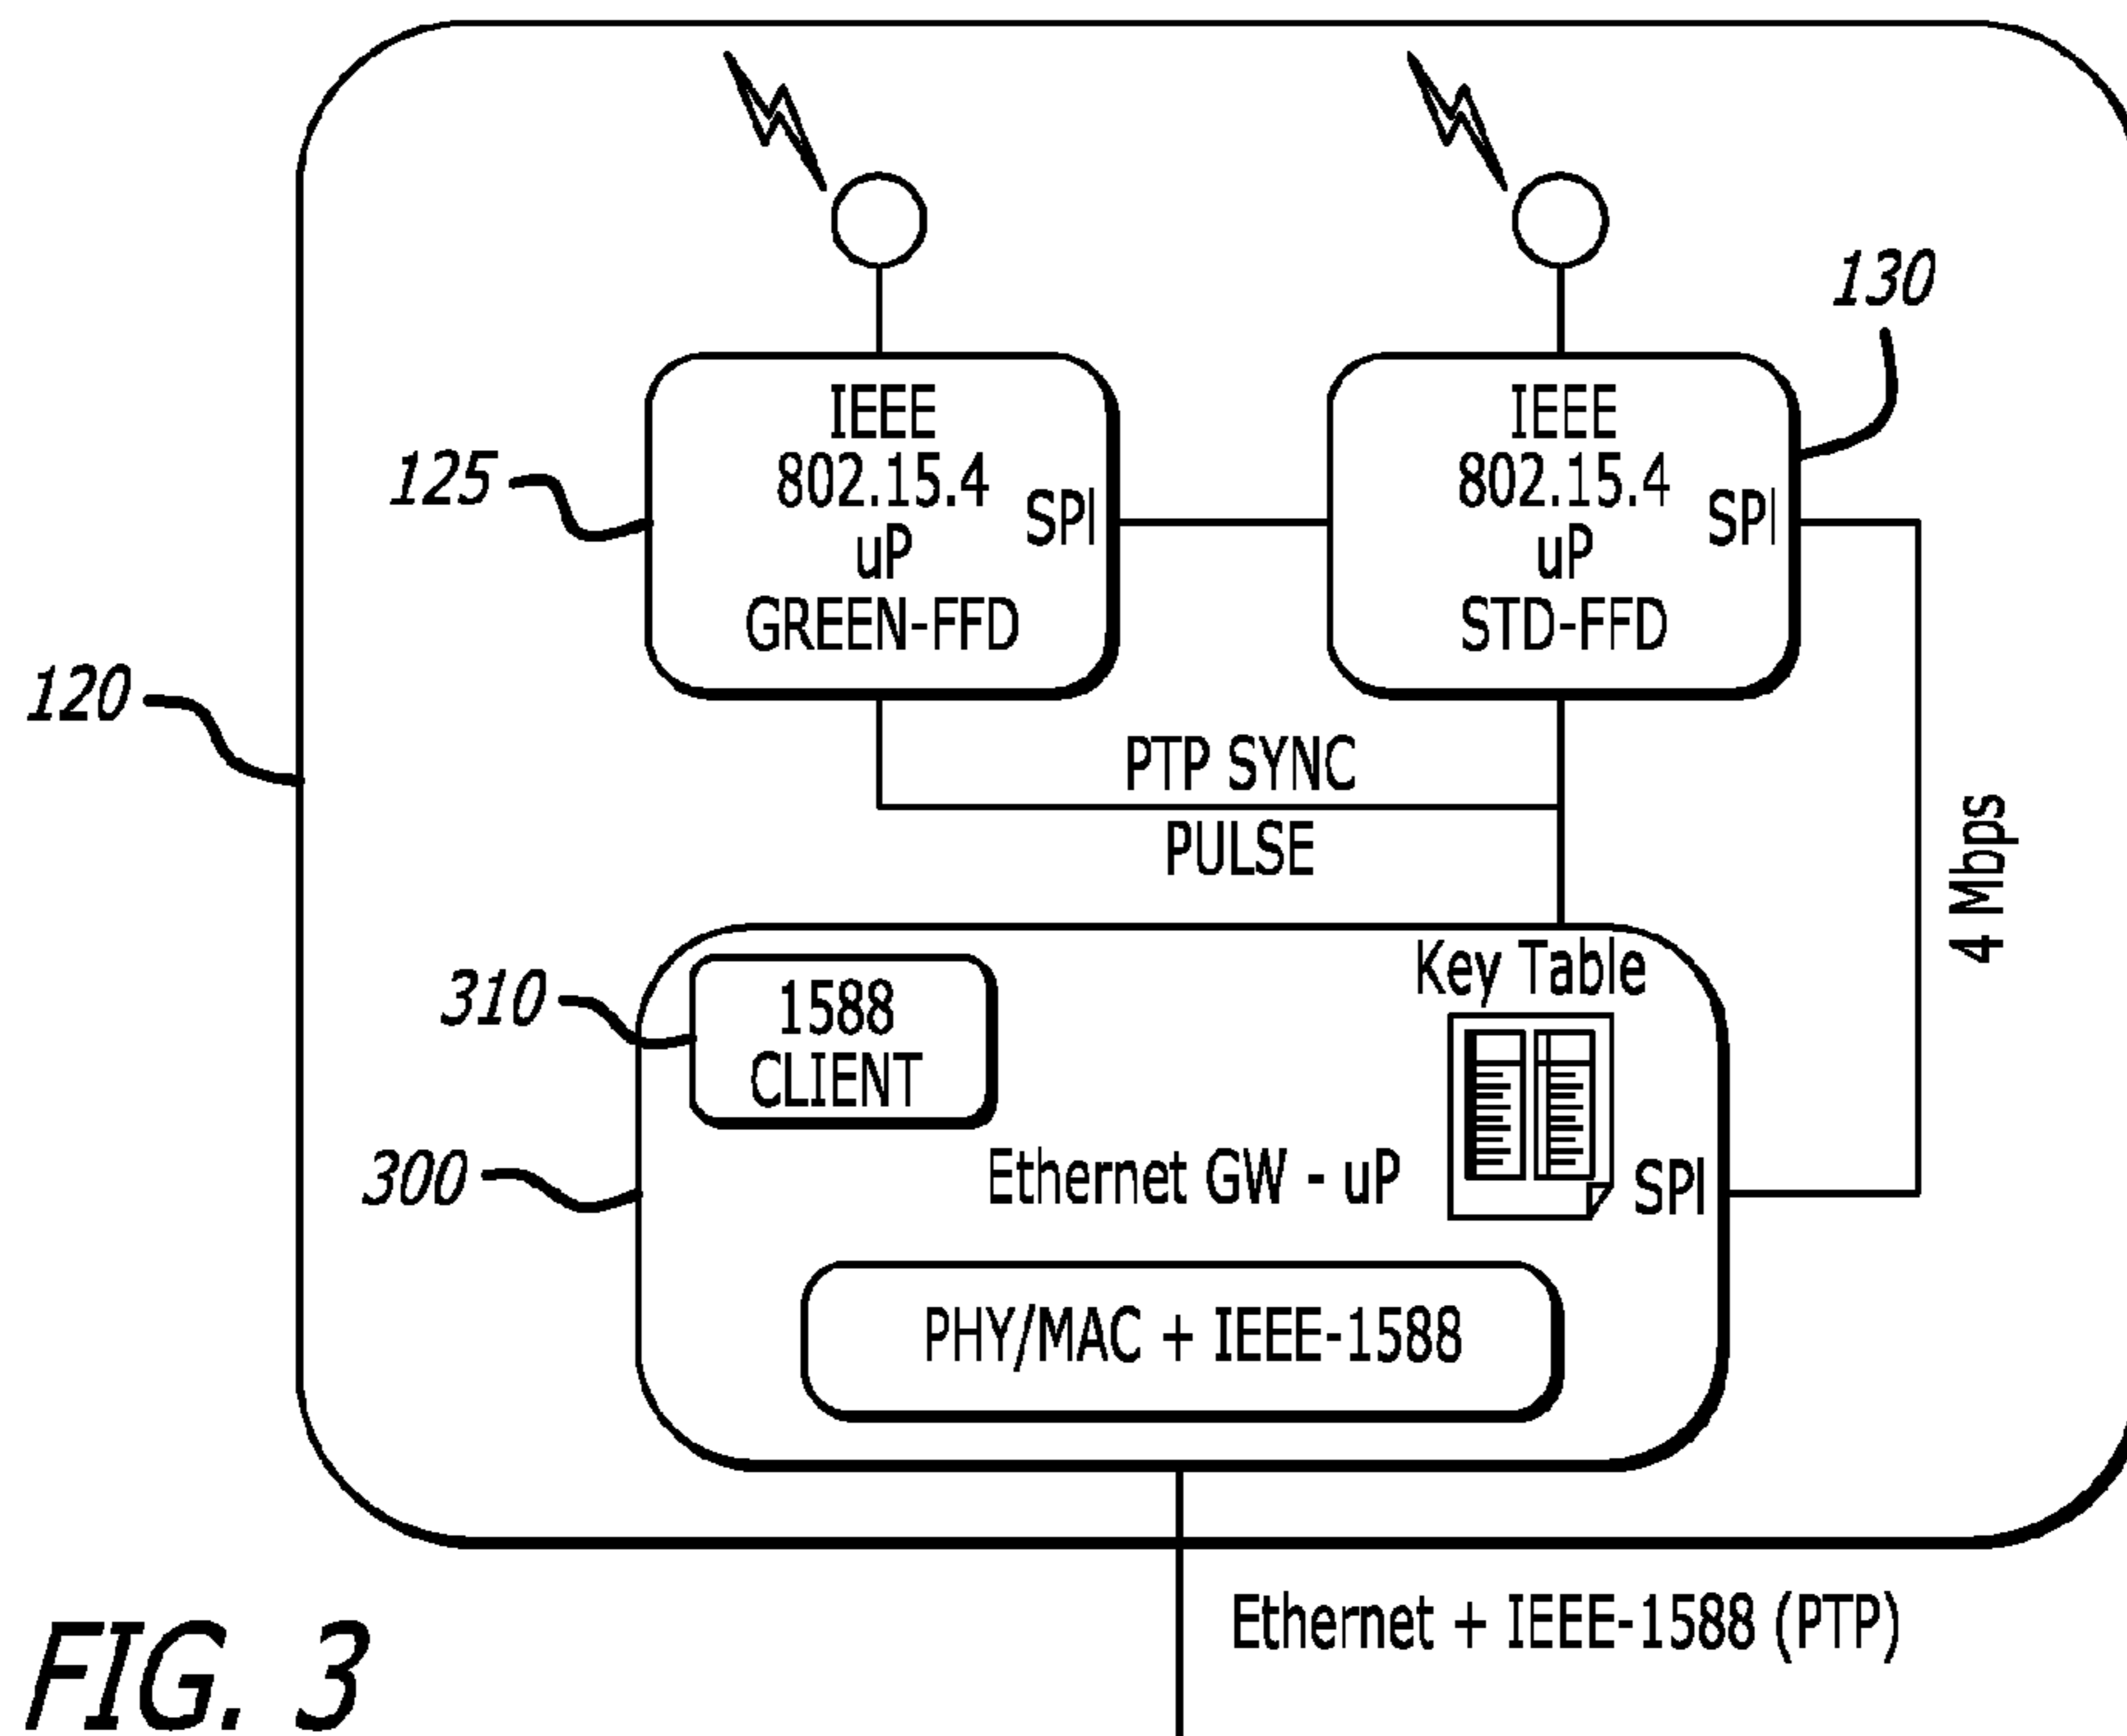 130
IEEE
802.15.4
uP
GREEN-FFD
SPI
IEEE
802.15.4
uP
STD-FFD
SPI
125
120
PTP SYNC
PULSE
4 Mbps
310
1588
CLIENT
Key Table
300
Ethernet GW - uP
SPI
PHY/MAC + IEEE-1588
Ethernet + IEEE-1588 (PTP)
FIG. 3